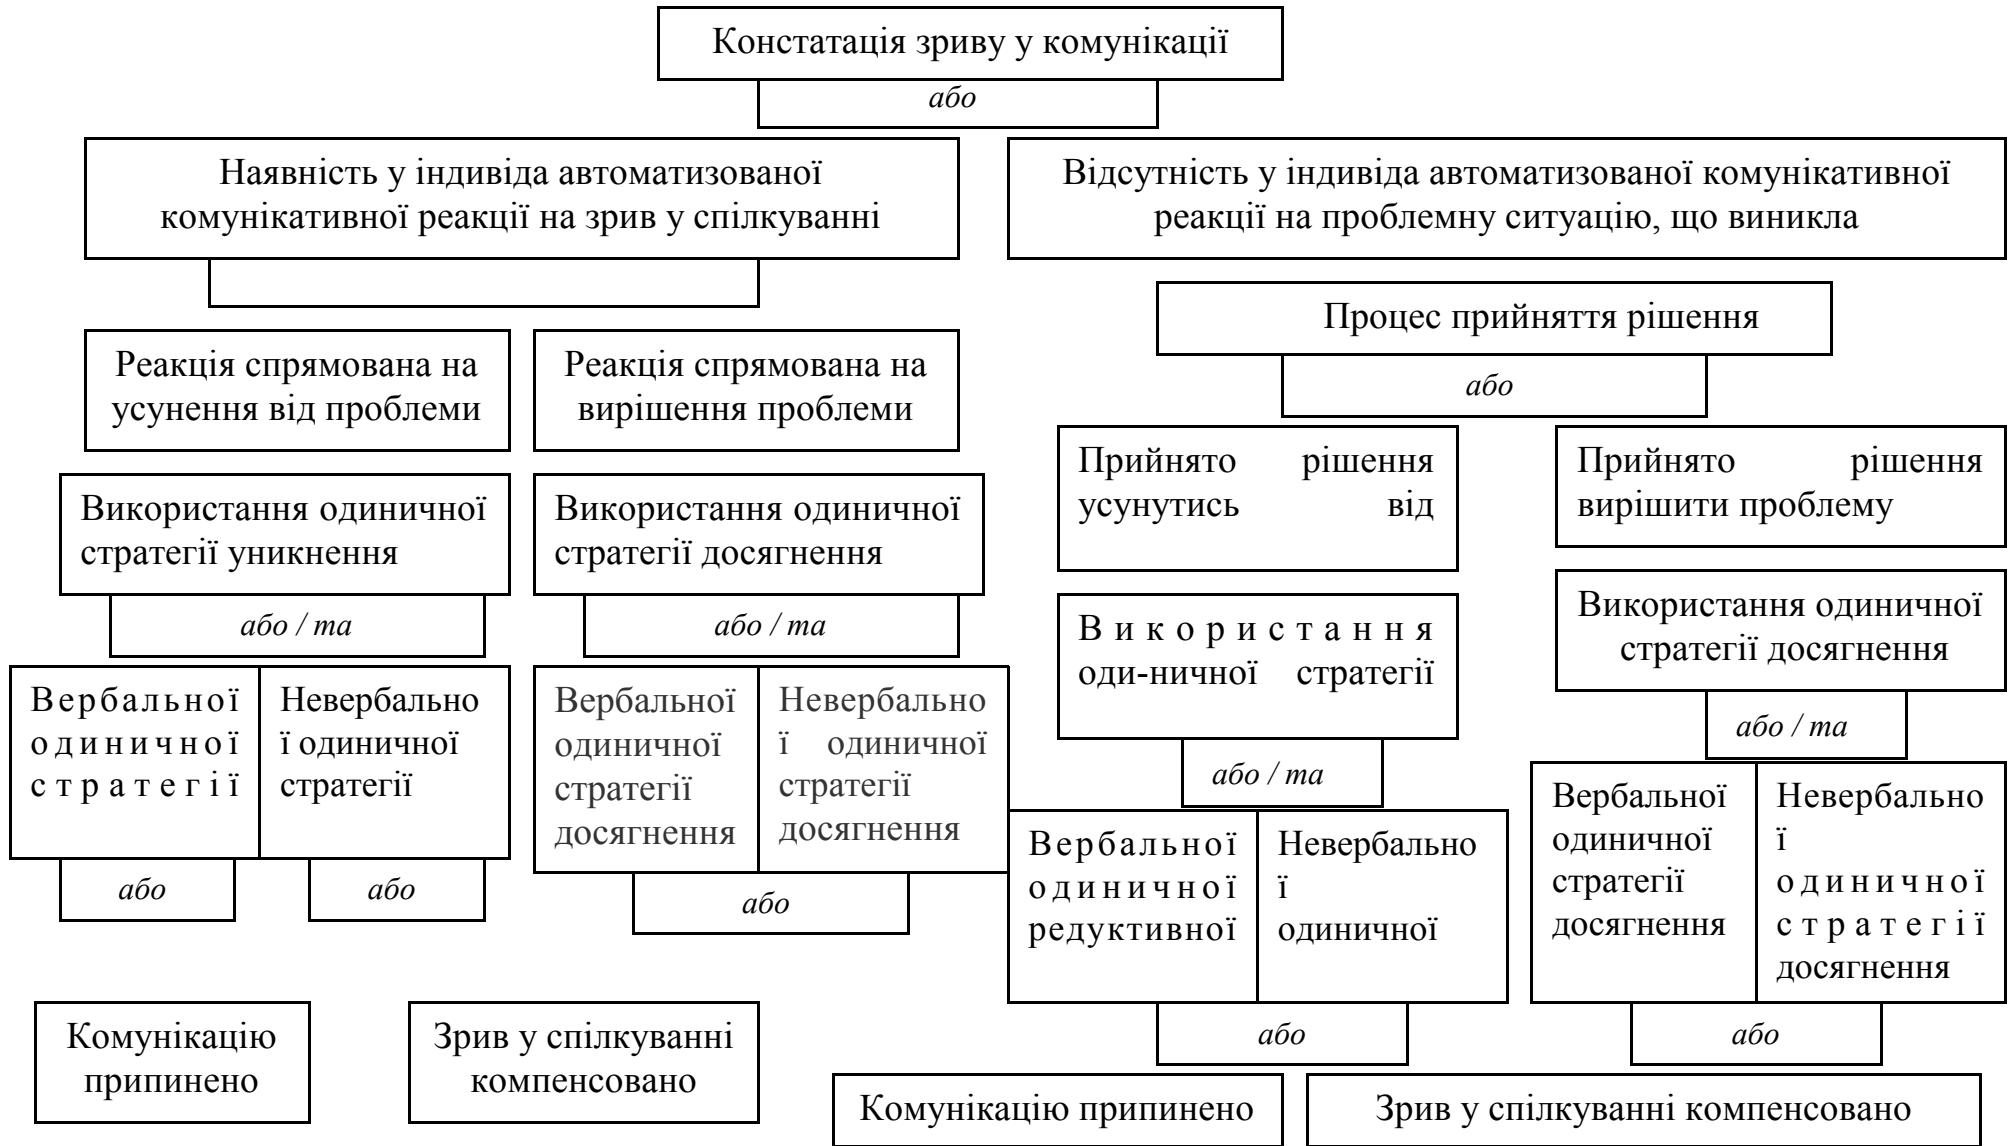 Констатація зриву у комунікації
або
Наявність у індивіда автоматизованої
комунікативної реакції на зрив у спілкуванні
Відсутність у індивіда автоматизованої комунікативної
реакції на проблемну ситуацію, що виникла
Процес прийняття рішення
або
Реакція спрямована на
усунення від проблеми
Реакція спрямована на
вирішення проблеми
Прийнято рішення
усунутись від
Прийнято рішення
вирішити проблему
Використання одиничної
стратегії уникнення
або / та
Використання одиничної
стратегії досягнення
або / та
Використання
оди-ничної стратегії
або / та
Використання одиничної
стратегії досягнення
або / та
Вербальної
одиничної
стратегії
або
Невербально
ї одиничної
стратегії
або
Вербальної
одиничної
стратегії
досягнення
Невербально
ї одиничної
стратегії
досягнення
або
Вербальної
одиничної
редуктивної
Невербально
ї
одиничної
або
Вербальної
одиничної
стратегії
досягнення
Невербально
ї
одиничної
стратегії
досягнення
або
Комунікацію
припинено
Зрив у спілкуванні
компенсовано
Комунікацію припинено
Зрив у спілкуванні компенсовано